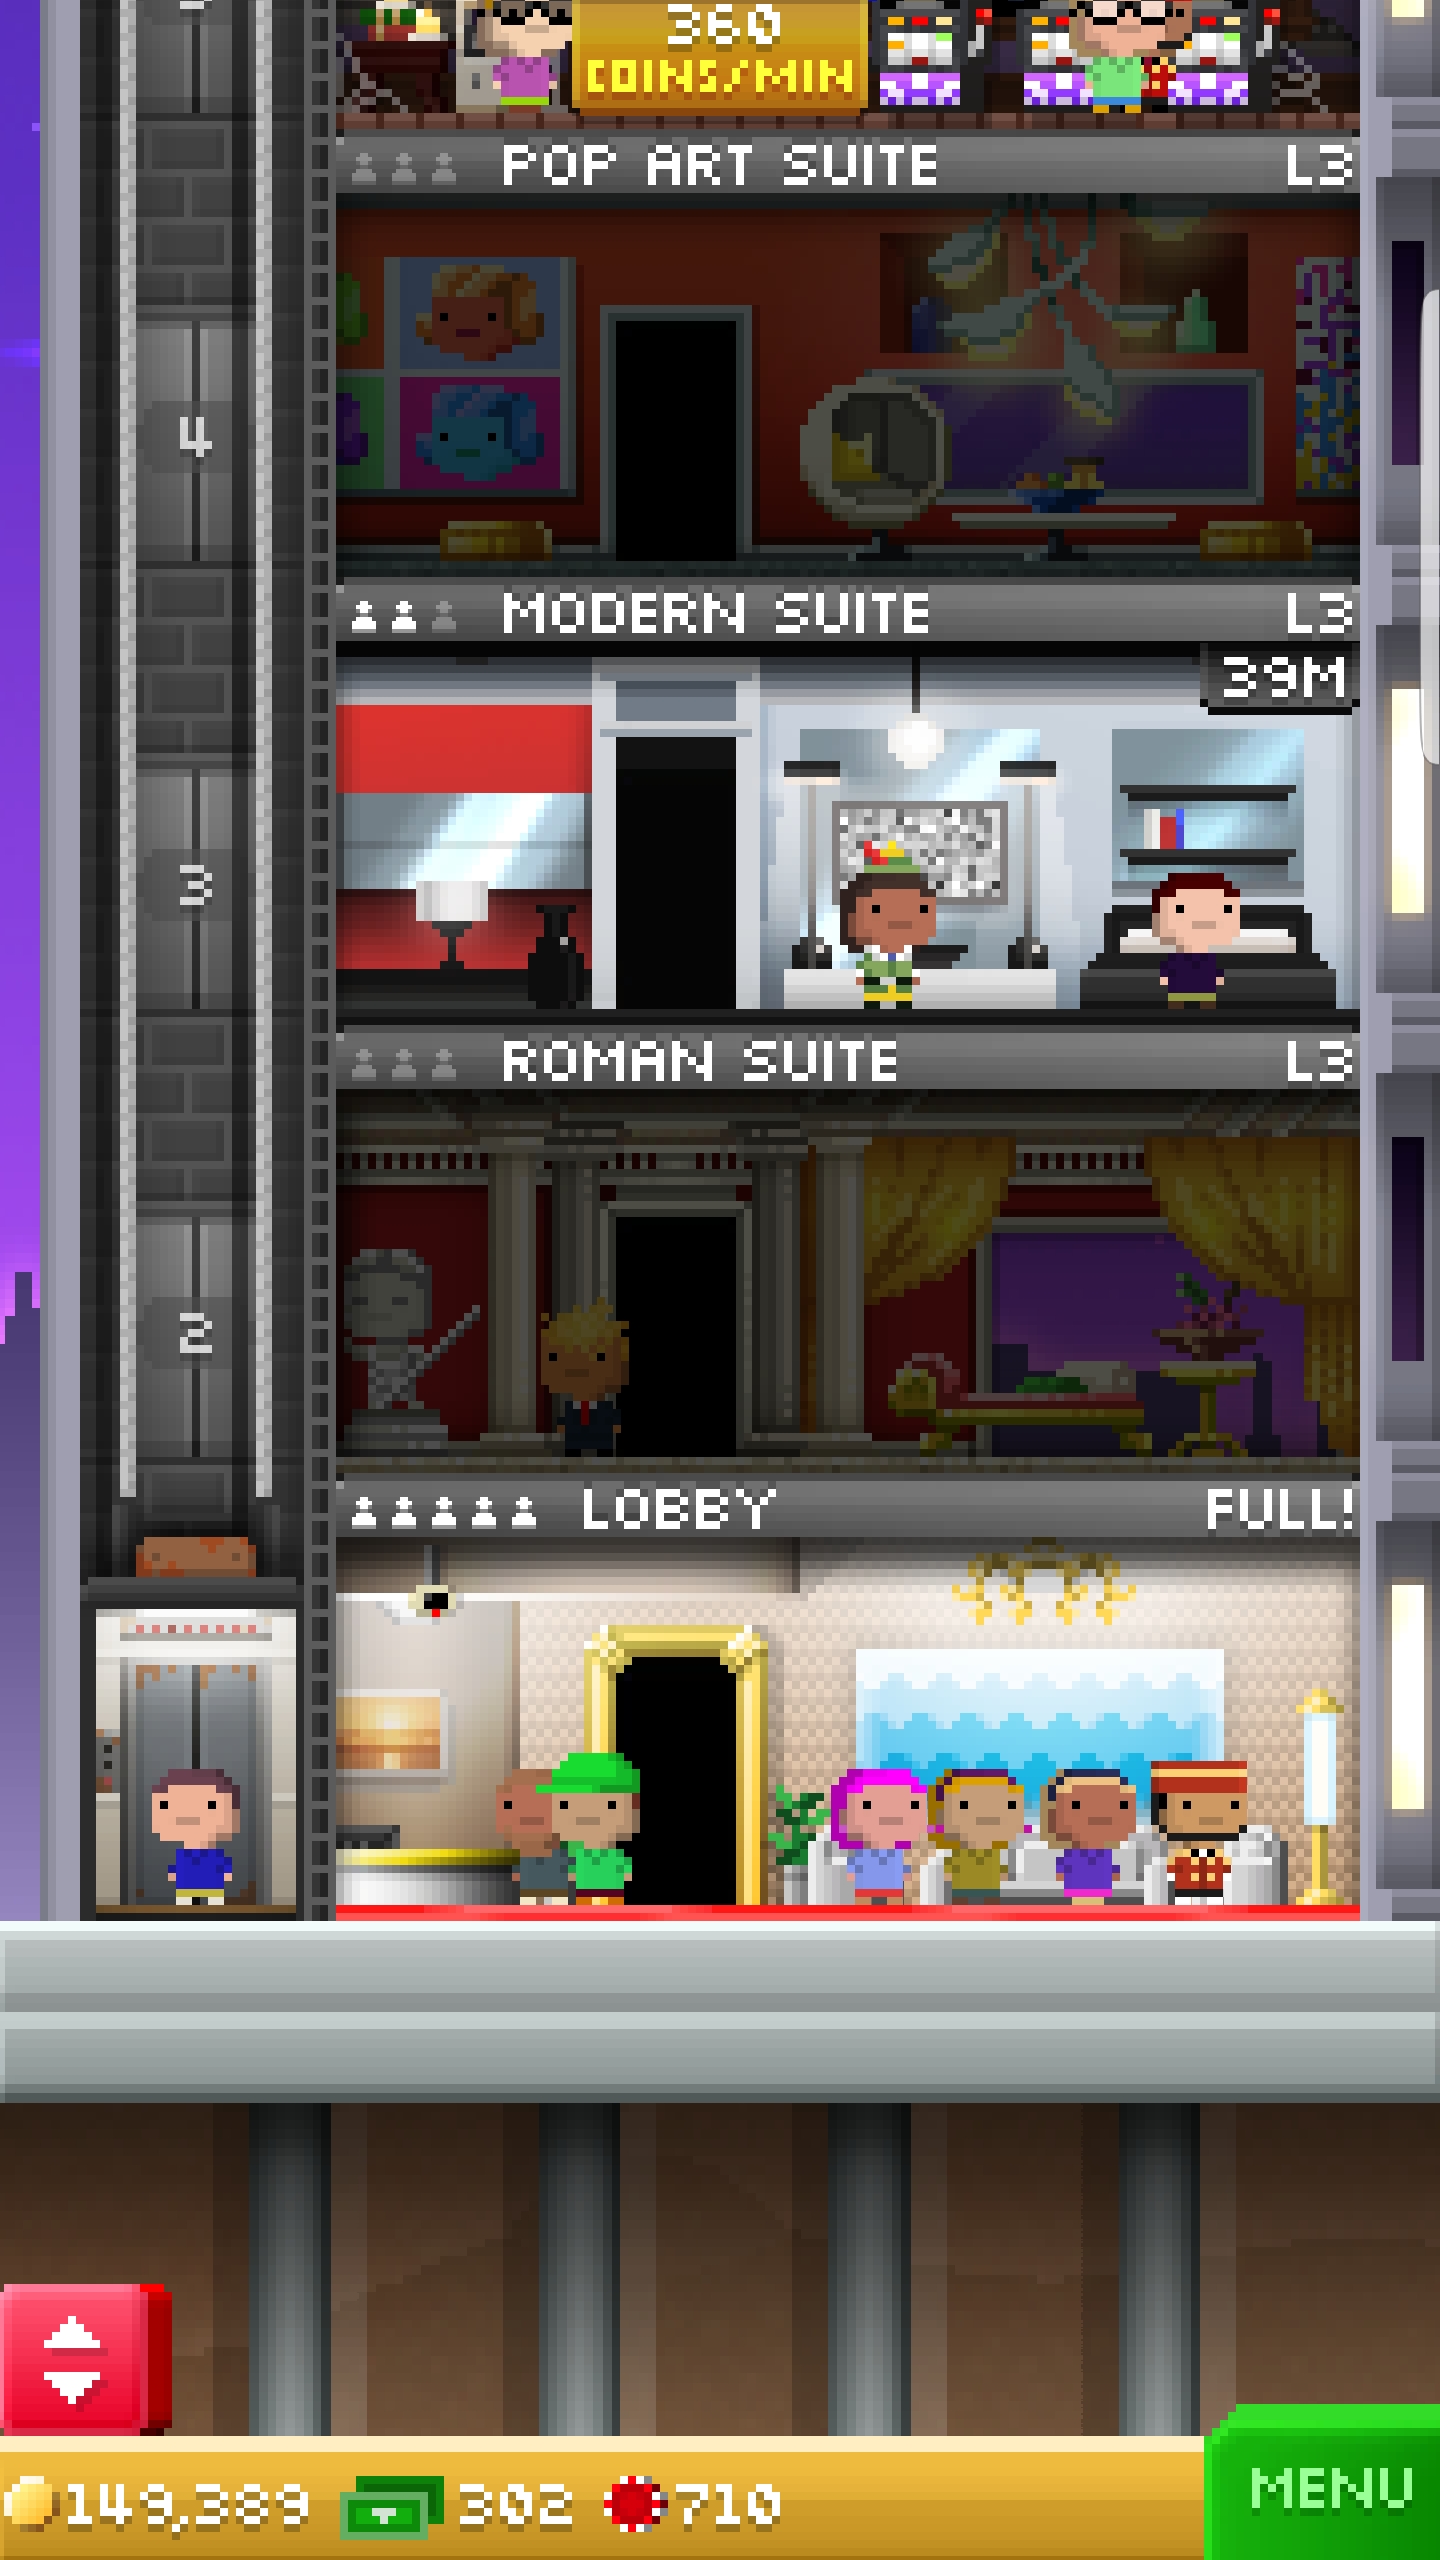 360
COINS/MIN
POP ART SUITE L3
4
MODERN SUITE L3
39M
3
ROMAN SUITE L3
2
LOBBY FULL!
149,389 302 710
MENU